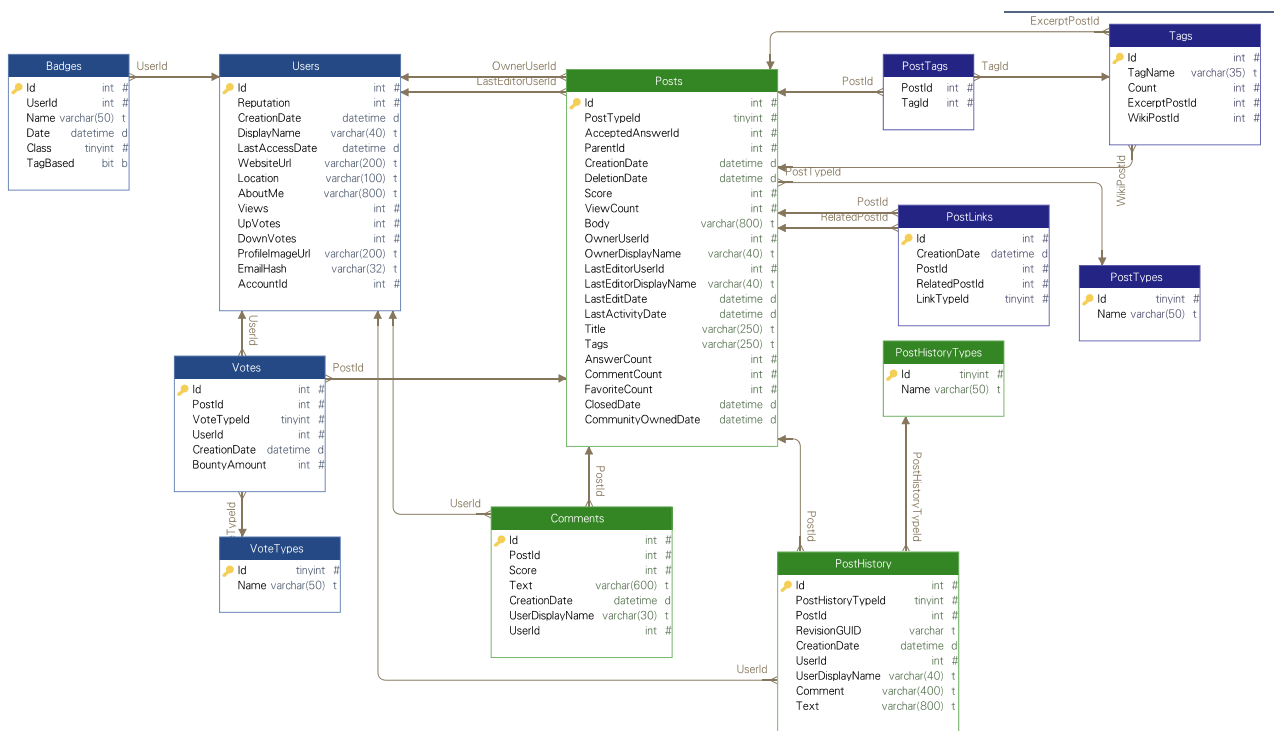 ExcerptPostId
Tags
Id int #
TagName varchar(35) t
Count int #
ExcerptPostId int #
WikiPostId int #
Badges
Id int #
UserId int #
Name varchar(50) t
Date datetime d
Class tinyint #
TagBased bit b
UserId
Users
Id int #
Reputation int #
CreationDate datetime d
DisplayName varchar(40) t
LastAccessDate datetime d
WebsiteUrl varchar(200) t
Location varchar(100) t
AboutMe varchar(800) t
Views int #
UpVotes int #
DownVotes int #
ProfileImageUrl varchar(200) t
EmailHash varchar(32) t
AccountId int #
OwnerUserId
LastEditorUserId
Posts
Id int #
PostTypeId tinyint #
AcceptedAnswerId int #
ParentId int #
CreationDate datetime d
DeletionDate datetime d
Score int #
ViewCount int #
Body varchar(800) t
OwnerUserId int #
OwnerDisplayName varchar(40) t
LastEditorUserId int #
LastEditorDisplayName varchar(40) t
LastEditDate datetime d
LastActivityDate datetime d
Title varchar(250) t
Tags varchar(250) t
AnswerCount int #
CommentCount int #
FavoriteCount int #
ClosedDate datetime d
CommunityOwnedDate datetime d
PostId
PostTags
PostId int #
TagId int #
TagId
WikiPostId
PostTypeId
PostId
RelatedPostId
PostLinks
Id int #
CreationDate datetime d
PostId int #
RelatedPostId int #
LinkTypeId tinyint #
PostTypes
Id tinyint #
Name varchar(50) t
PostHistoryTypes
Id tinyint #
Name varchar(50) t
UserId
Votes
Id int #
PostId int #
VoteTypeId tinyint #
UserId int #
CreationDate datetime d
BountyAmount int #
PostId
TypeId
VoteTypes
Id tinyint #
Name varchar(50) t
UserId
PostId
Comments
Id int #
PostId int #
Score int #
Text varchar(600) t
CreationDate datetime d
UserDisplayName varchar(30) t
UserId int #
PostId
PostHistoryTypeId
UserId
PostHistory
Id int #
PostHistoryTypeId tinyint #
PostId int #
RevisionGUID varchar t
CreationDate datetime d
UserId int #
UserDisplayName varchar(40) t
Comment varchar(400) t
Text varchar(800) t